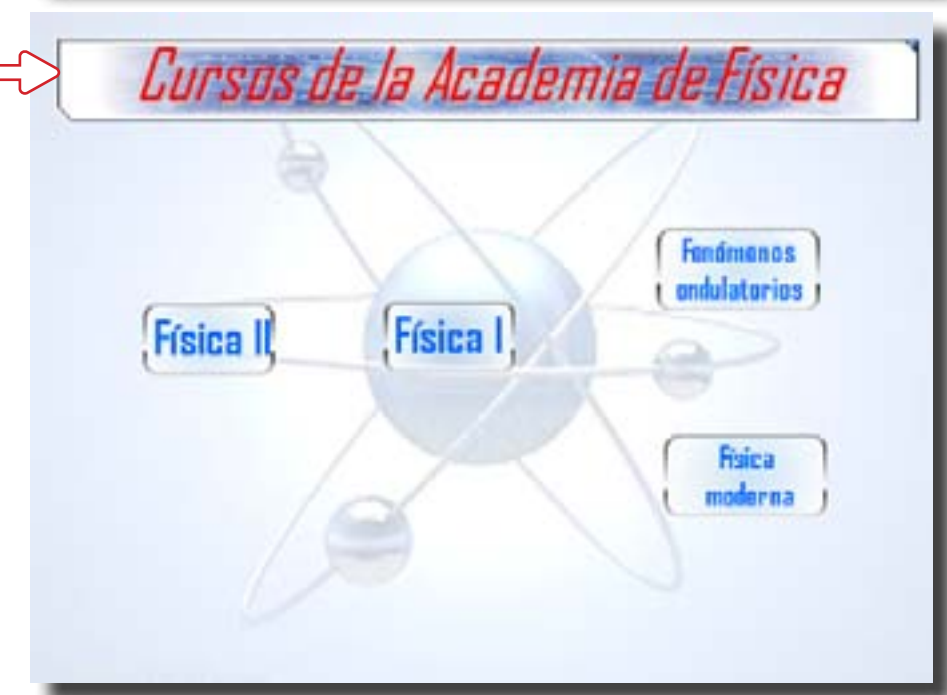 Cursos de la Academia de Física
Física II
Física I
Fenómenos
ondulatorios
Física
moderna